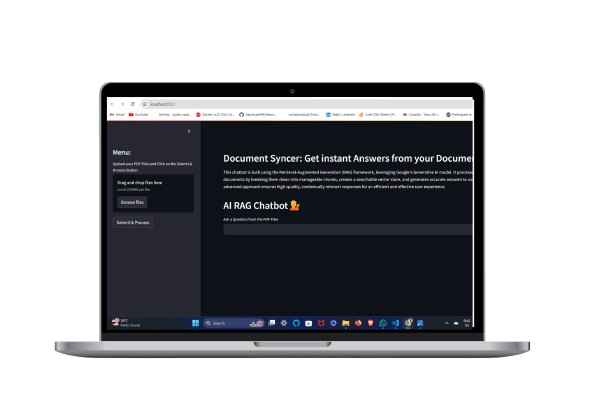 localhost:
Gmail
YouTube
Menu:
Upload your PDF Files and Click on the Submit &
Process Button
Drag and drop files here
Limit 200MB per file
Browse files
Submit & Process
Document Syncer: Get instant Answers from your Docume
This chatbot is built using the Retrieval-Augmented Generation (RAG) framework, leveraging Google's Generative AI model. It processe
documents by breaking them down into manageable chunks, creates a searchable vector store, and generates accurate answers to us
advanced approach ensures high-quality, contextually relevant responses for an efficient and effective user experience.
AI RAG Chatbot
Ask a Question from the PDF Files
Search